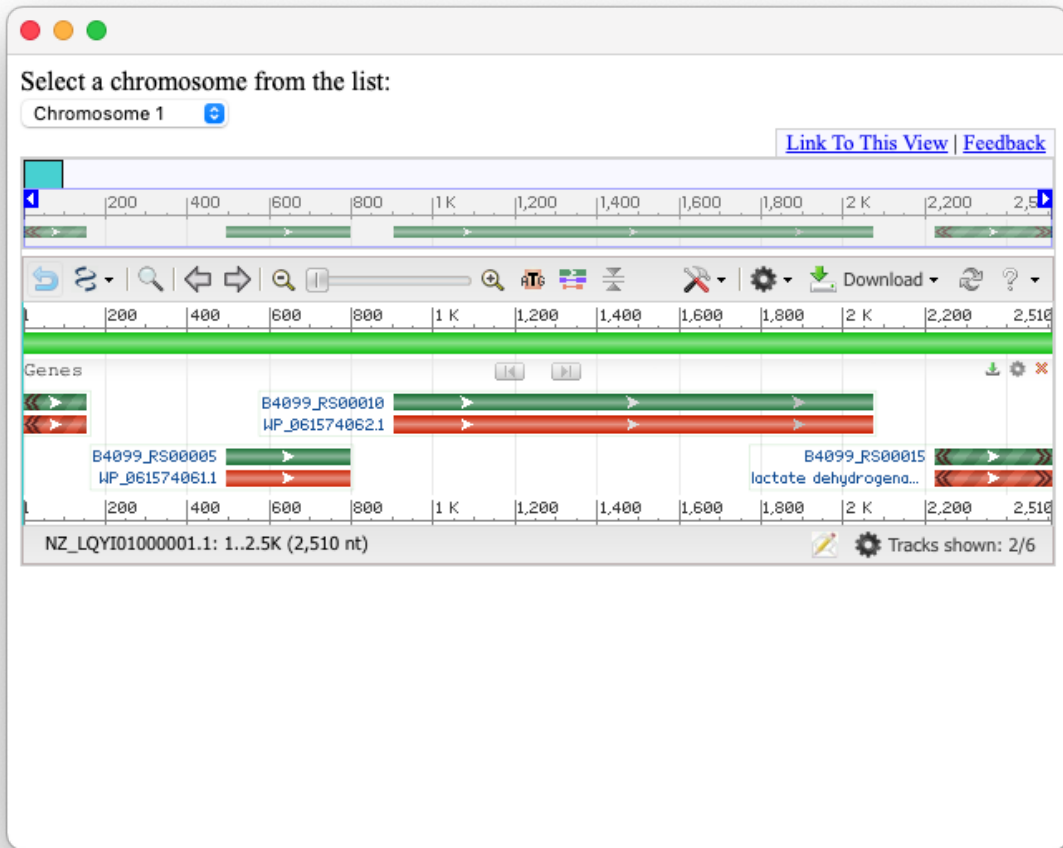 Select a chromosome from the list:
Chromosome 1
Link To This View | Feedback
200 400 600 800 1 K 1,200 1,400 1,600 1,800 2 K 2,200 2,5
ATG Download ?
1 200 400 600 800 1 K 1,200 1,400 1,600 1,800 2 K 2,200 2,510
Genes
B4099_RS00010
WP_061574062.1
B4099_RS00005 B4099_RS00015
WP_061574061.1 lactate dehydrogena...
1 200 400 600 800 1 K 1,200 1,400 1,600 1,800 2 K 2,200 2,510
NZ_LQYI01000001.1: 1..2.5K (2,510 nt) Tracks shown: 2/6